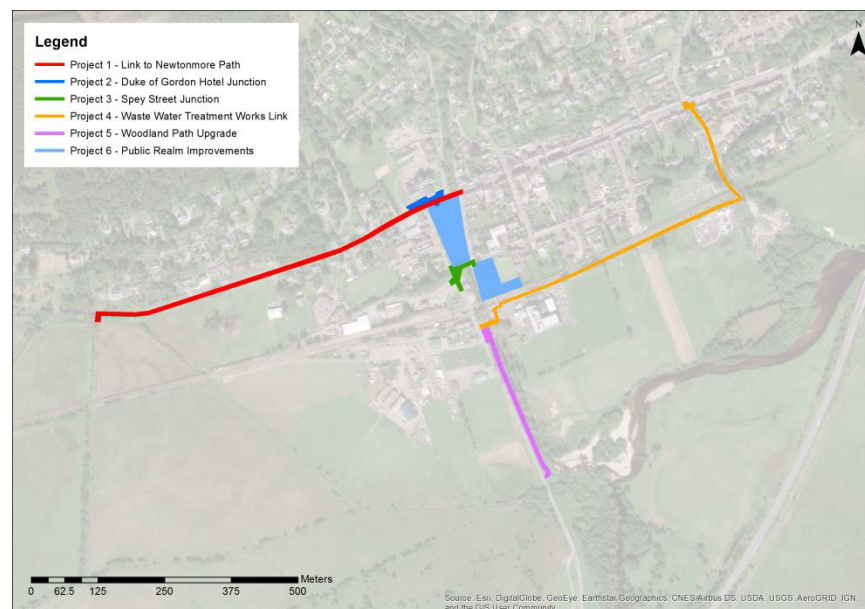 Legend
Project 1 - Link to Newtonmore Path
Project 2 - Duke of Gordon Hotel Junction
Project 3 - Spey Street Junction
Project 4 - Waste Water Treatment Works Link
Project 5 - Woodland Path Upgrade
Project 6 - Public Realm Improvements
N
Meters
0 62.5 125 250 375 500
Source: Esri, DigitalGlobe, GeoEye, Earthstar Geographics, CNES/Airbus DS, USDA, USGS, AeroGRID, IGN,
and the GIS User Community